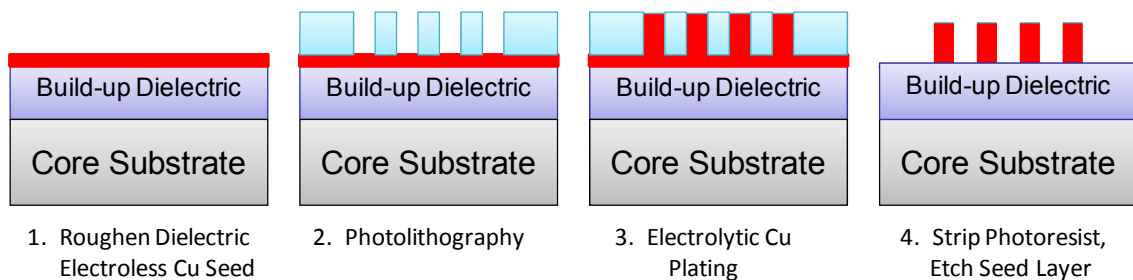 Build-up Dielectric
Core Substrate
1. Roughen Dielectric
Electroless Cu Seed
Build-up Dielectric
Core Substrate
2. Photolithography
Build-up Dielectric
Core Substrate
3. Electrolytic Cu
Plating
Build-up Dielectric
Core Substrate
4. Strip Photoresist,
Etch Seed Layer